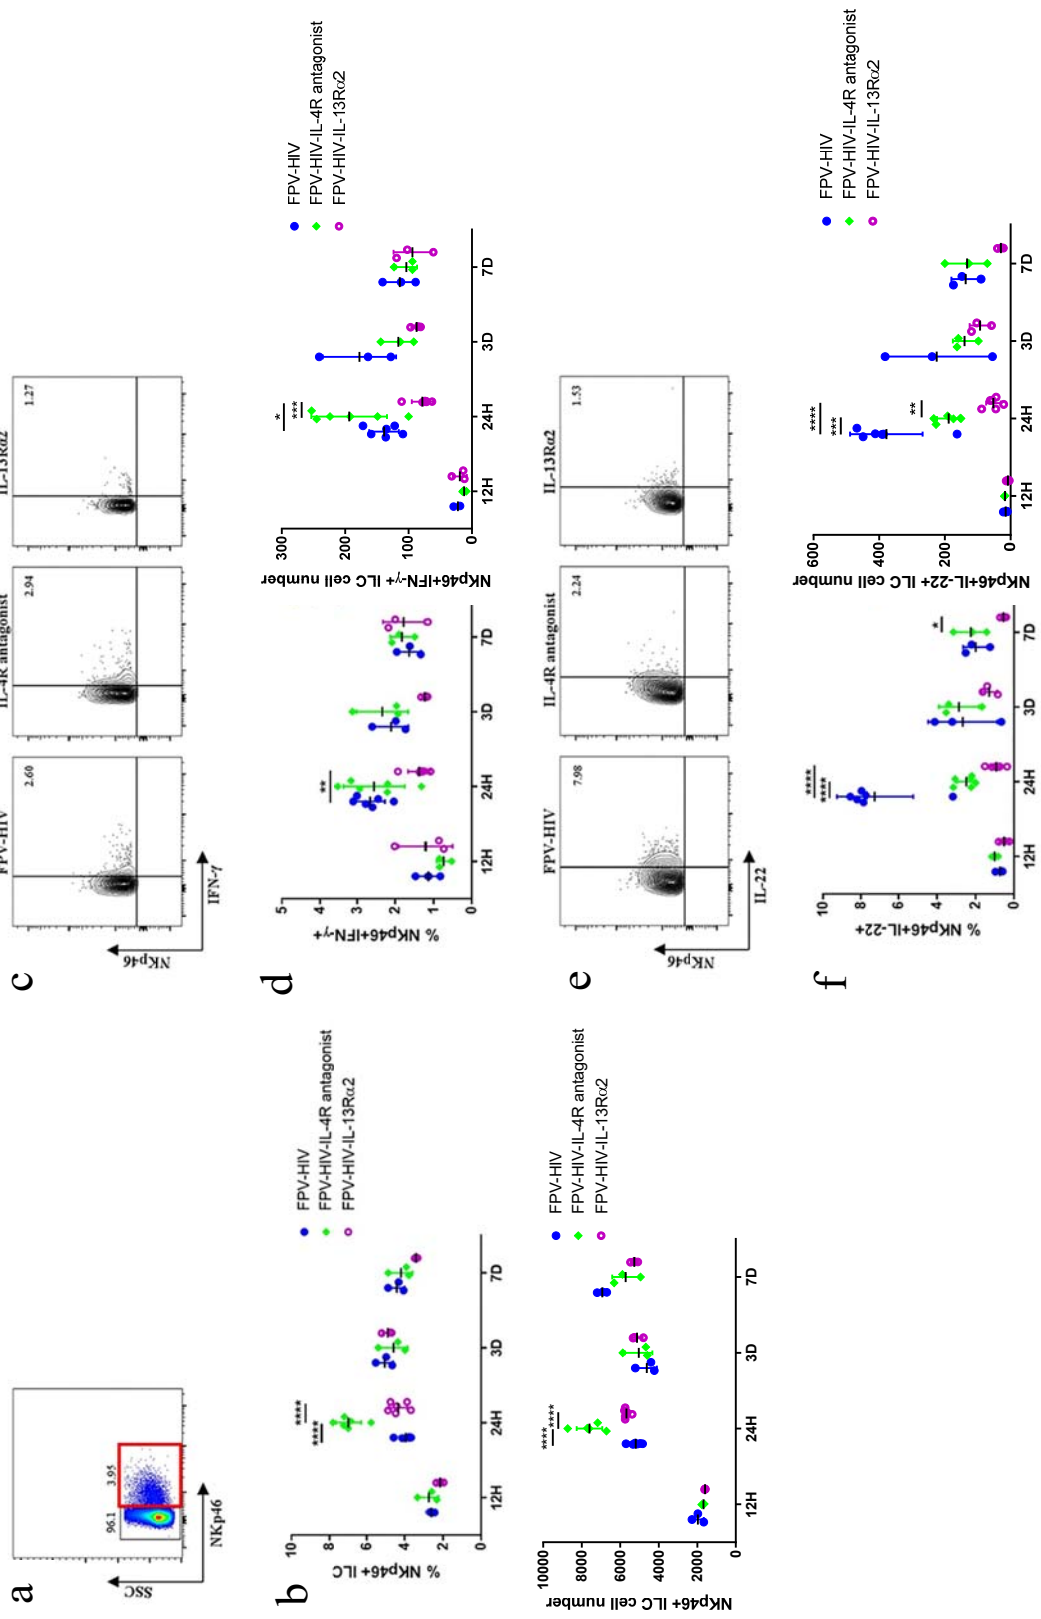 a
96.1
3.95
SSC
NKp46
b
10
8
6
4
2
0
% NKp46+ ILC
12H
24H
3D
7D
****
****
FPV-HIV
FPV-HIV-IL-4R antagonist
FPV-HIV-IL-13Rα2
10000
8000
6000
4000
2000
0
NKp46+ ILC cell number
12H
24H
3D
7D
****
****
FPV-HIV
FPV-HIV-IL-4R antagonist
FPV-HIV-IL-13Rα2
c
FPV-HIV
IL-4R antagonist
IL-13Rα2
2.60
2.94
1.27
NKp46
IFN-γ
d
5
4
3
2
1
0
% NKp46+IFN-γ+
12H
24H
3D
7D
**
300
200
100
0
NKp46+IFN-γ+ ILC cell number
12H
24H
3D
7D
*
***
FPV-HIV
FPV-HIV-IL-4R antagonist
FPV-HIV-IL-13Rα2
e
FPV-HIV
IL-4R antagonist
IL-13Rα2
7.98
2.24
1.53
NKp46
IL-22
f
10
8
6
4
2
0
% NKp46+IL-22+
12H
24H
3D
7D
****
****
*
600
400
200
0
NKp46+IL-22+ ILC cell number
12H
24H
3D
7D
****
***
**
FPV-HIV
FPV-HIV-IL-4R antagonist
FPV-HIV-IL-13Rα2